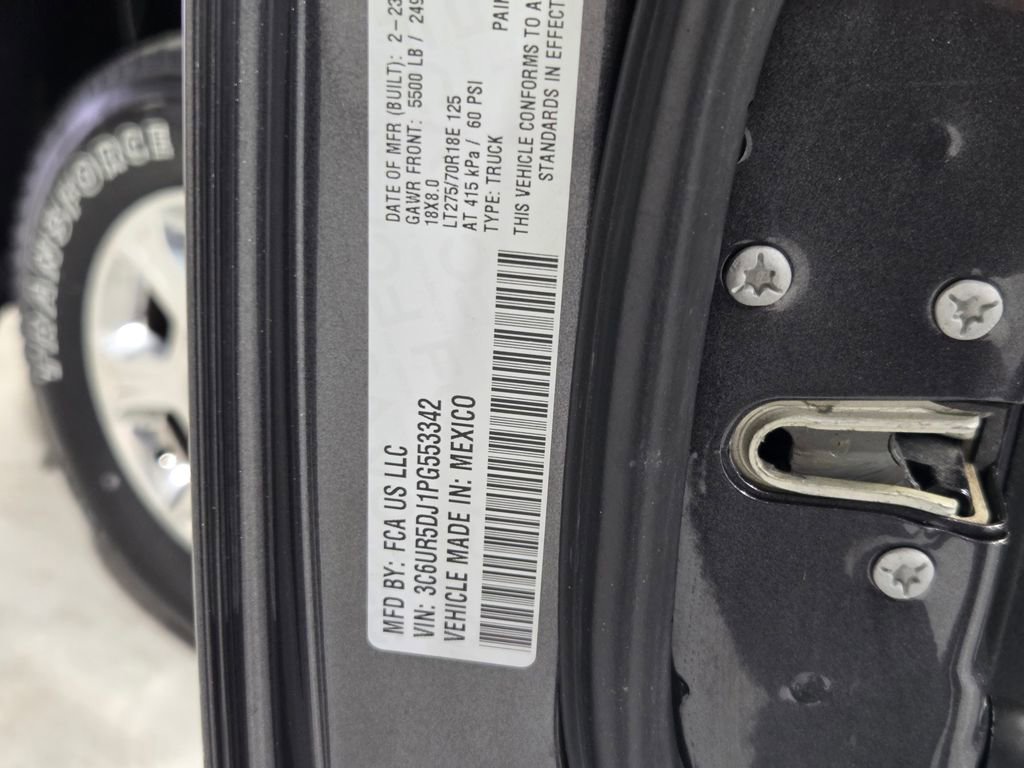 MFD BY: FCA US LLC
VIN: 3C6UR5DJ1PG553342
VEHICLE MADE IN: MEXICO
DATE OF MFR (BUILT): 2-23
GAWR FRONT: 5500 LB / 249
18X8.0
LT275/70R18E 125
AT 415 kPa / 60 PSI
TYPE: TRUCK
PAIN
THIS VEHICLE CONFORMS TO A
STANDARDS IN EFFECT
TRANSFORCE